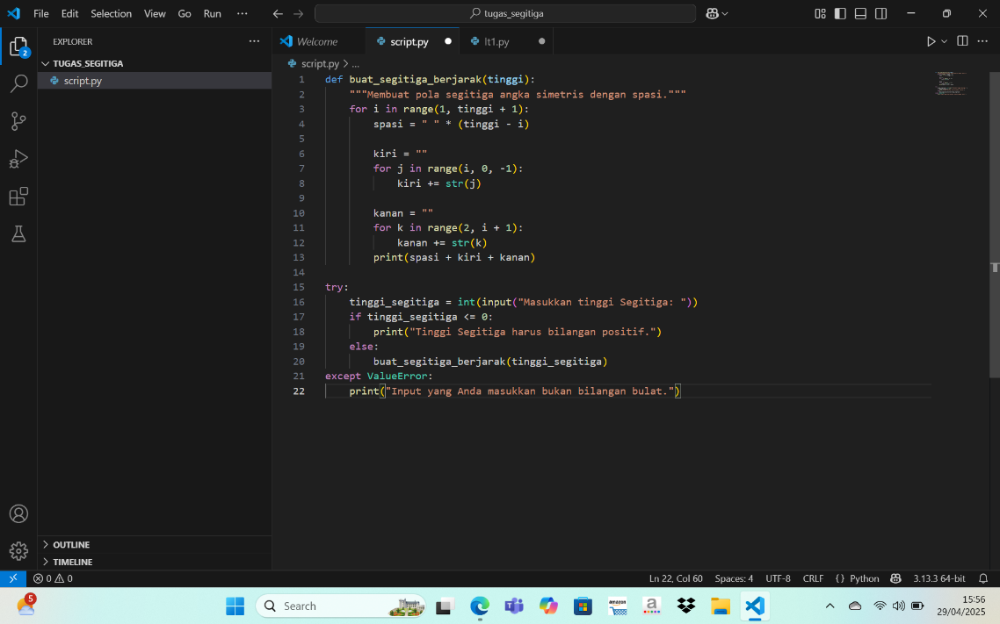 File Edit Selection View Go Run ··· tugas_segitiga
EXPLORER ···
TUGAS_SEGITIGA
script.py
OUTLINE
TIMELINE
2
Welcome script.py lt1.py
script.py > ...
1 def buat_segitiga_berjarak(tinggi):
2 """Membuat pola segitiga angka simetris dengan spasi."""
3 for i in range(1, tinggi + 1):
4 spasi = " " * (tinggi - i)
5
6 kiri = ""
7 for j in range(i, 0, -1):
8 kiri += str(j)
9
10 kanan = ""
11 for k in range(2, i + 1):
12 kanan += str(k)
13 print(spasi + kiri + kanan)
14
15 try:
16 tinggi_segitiga = int(input("Masukkan tinggi Segitiga: "))
17 if tinggi_segitiga <= 0:
18 print("Tinggi Segitiga harus bilangan positif.")
19 else:
20 buat_segitiga_berjarak(tinggi_segitiga)
21 except ValueError:
22 print("Input yang Anda masukkan bukan bilangan bulat.")
0 0 Ln 22, Col 60 Spaces: 4 UTF-8 CRLF {} Python 3.13.3 64-bit
5 Search amazon a 15:56
29/04/2025